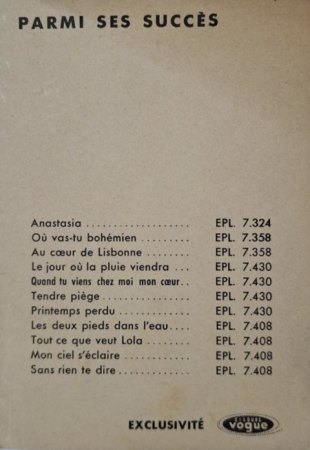 PARMI SES SUCCÈS
Anastasia . . . . . . . . . . . . . . . . . . . EPL. 7.324
Où vas-tu bohémien . . . . . . . . . EPL. 7.358
Au cœur de Lisbonne . . . . . . . . EPL. 7.358
Le jour où la pluie viendra . . . EPL. 7.430
Quand tu viens chez moi mon cœur . . EPL. 7.430
Tendre piège . . . . . . . . . . . . . . . . EPL. 7.430
Printemps perdu . . . . . . . . . . . . . EPL. 7.430
Les deux pieds dans l'eau . . . . EPL. 7.408
Tout ce que veut Lola . . . . . . . . EPL. 7.408
Mon ciel s'éclaire . . . . . . . . . . . . EPL. 7.408
Sans rien te dire . . . . . . . . . . . . . EPL. 7.408
EXCLUSIVITÉ DISQUES vogue